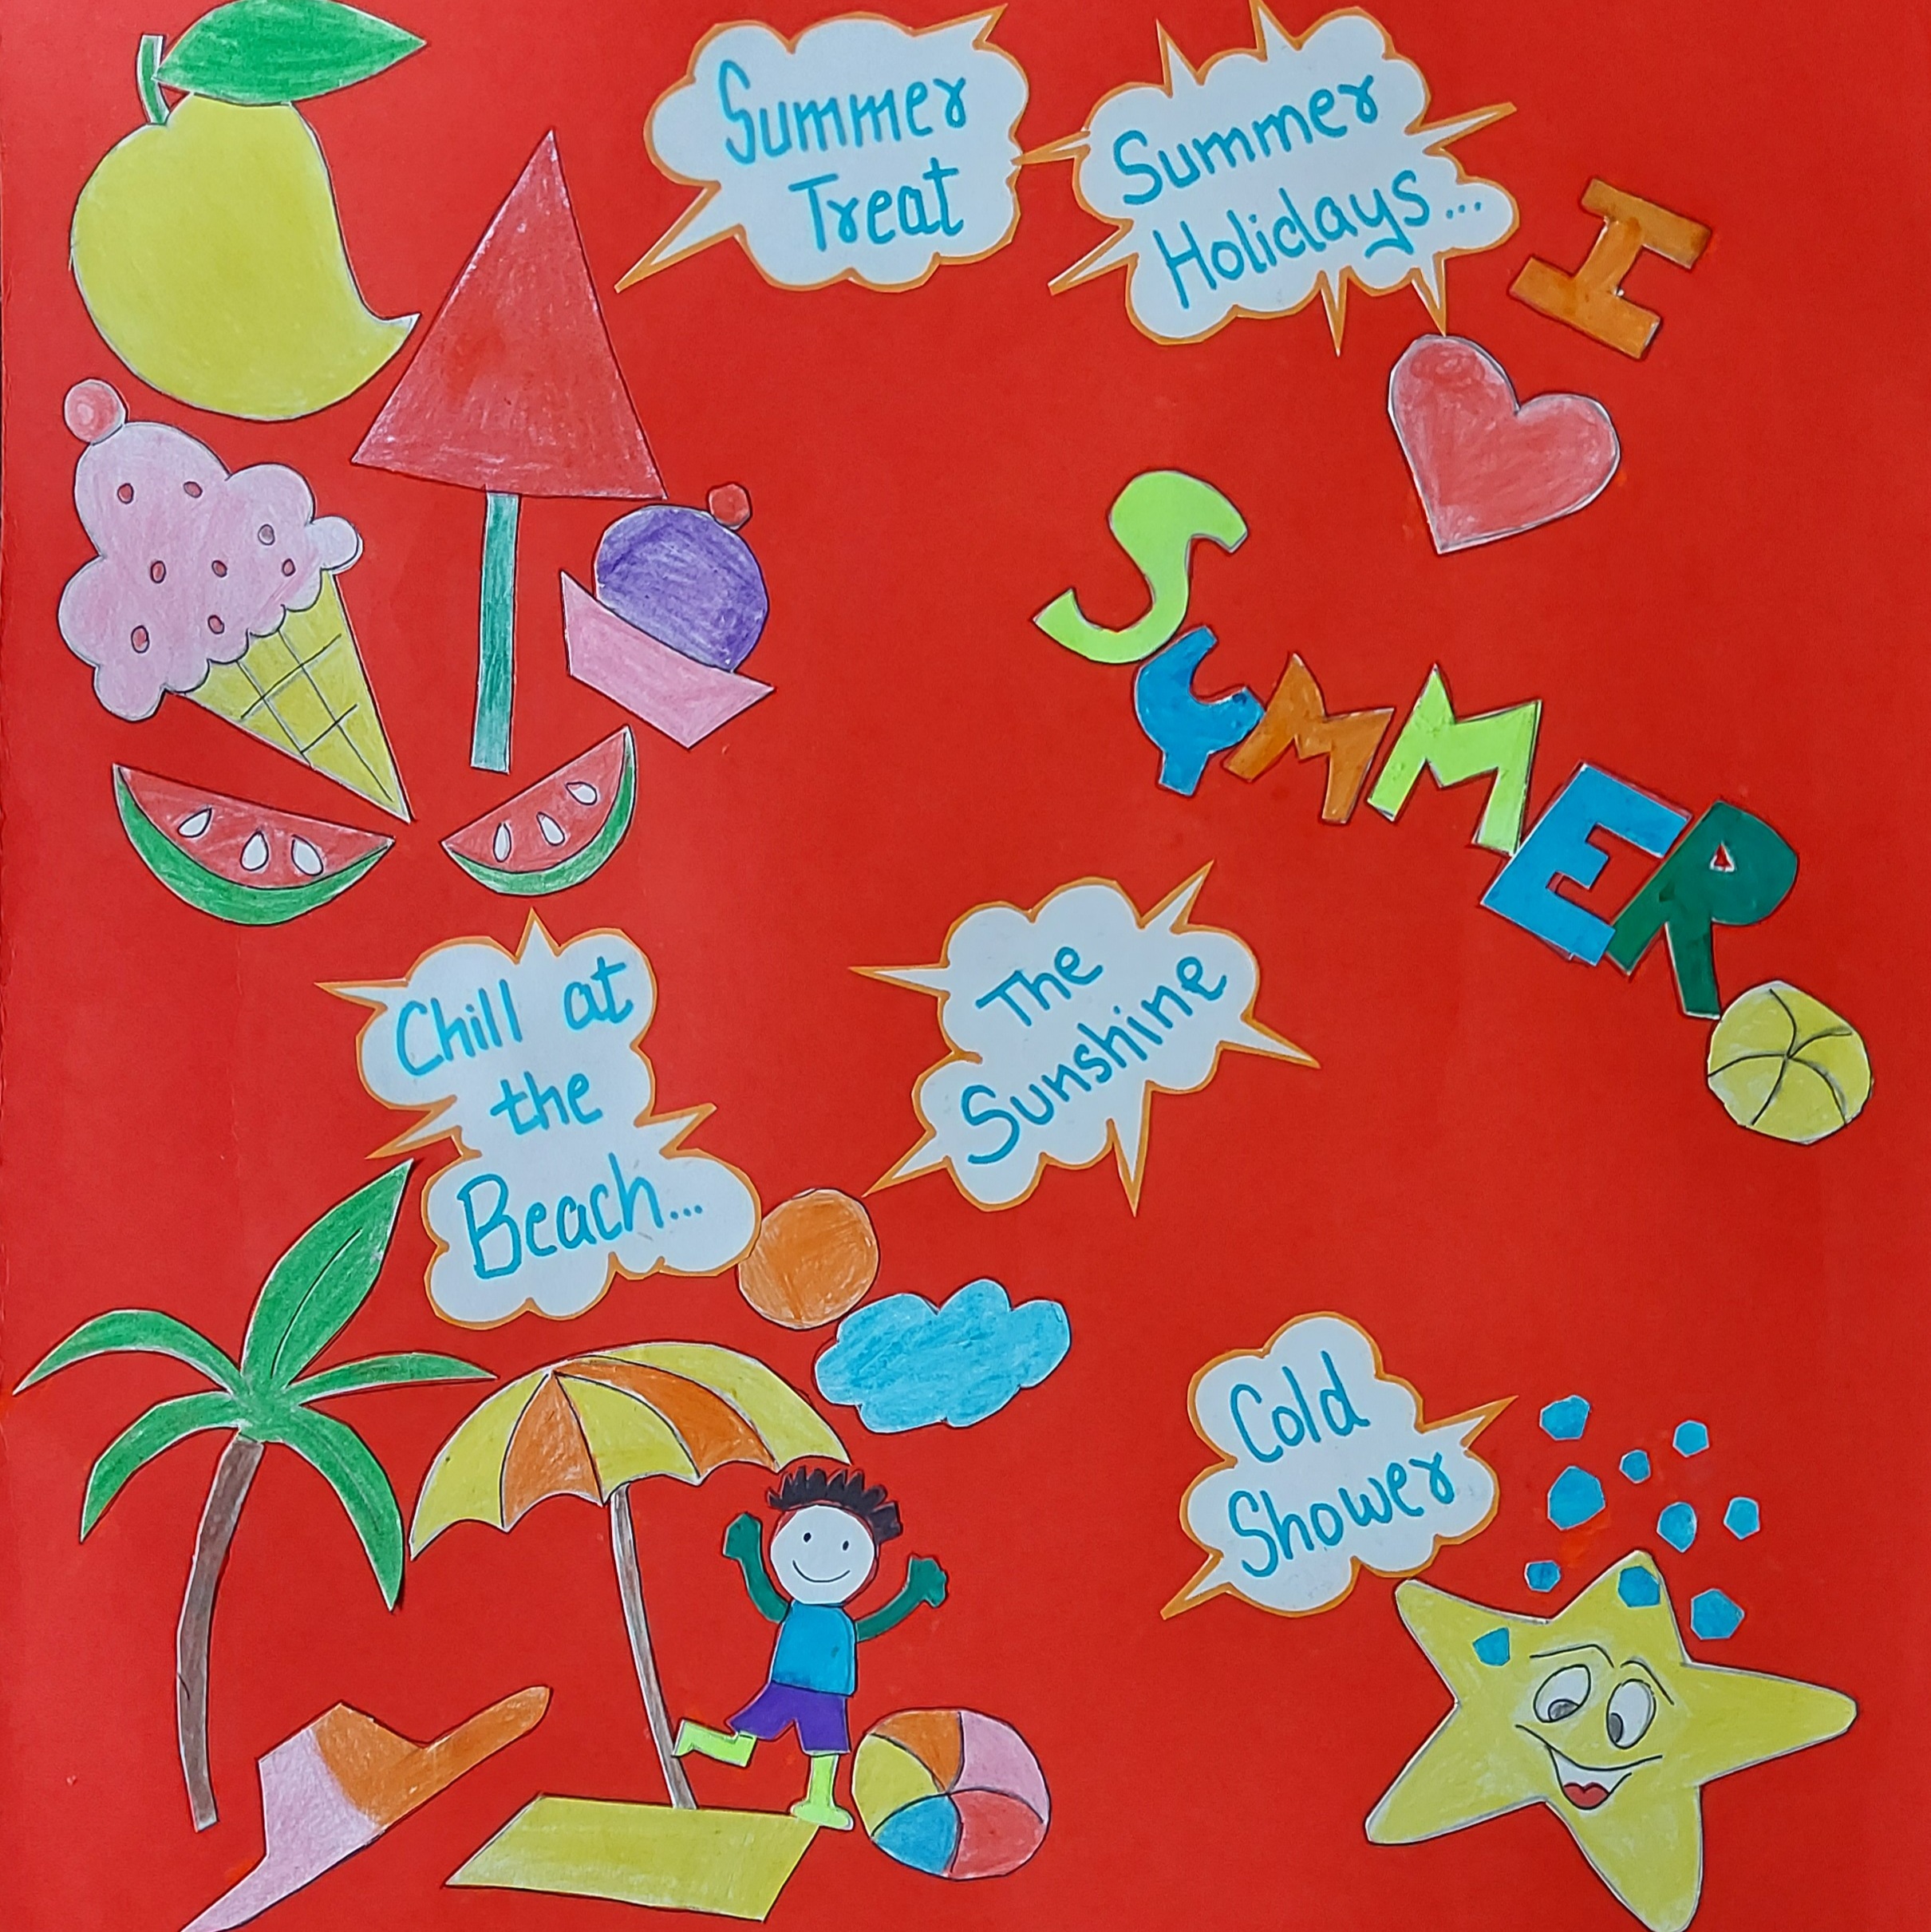 Summer
Treat
Summer
Holidays...
I
SUMMER
Chill at
the
Beach...
The
Sunshine
Cold
Shower